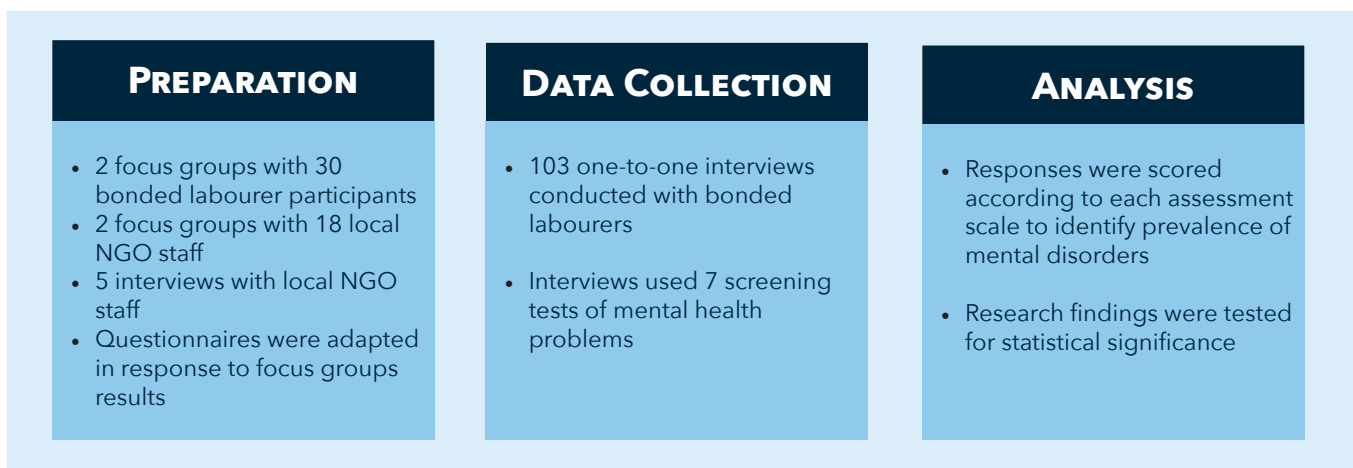 PREPARATION
• 2 focus groups with 30
bonded labourer participants
• 2 focus groups with 18 local
NGO staff
• 5 interviews with local NGO
staff
• Questionnaires were adapted
in response to focus groups
results
DATA COLLECTION
• 103 one-to-one interviews
conducted with bonded
labourers
• Interviews used 7 screening
tests of mental health
problems
ANALYSIS
• Responses were scored
according to each assessment
scale to identify prevalence of
mental disorders
• Research findings were tested
for statistical significance